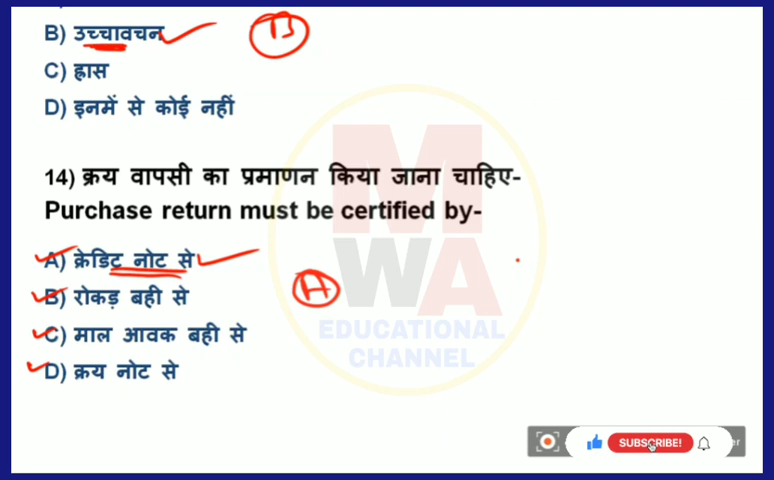 B) उच्चावचन
B
C) ह्रास
D) इनमें से कोई नहीं
14) क्रय वापसी का प्रमाणन किया जाना चाहिए-
Purchase return must be certified by-
A) क्रेडिट नोट से
A
B) रोकड़ बही से
C) माल आवक बही से
D) क्रय नोट से
MWA
EDUCATIONAL
CHANNEL
SUBSCRIBE!